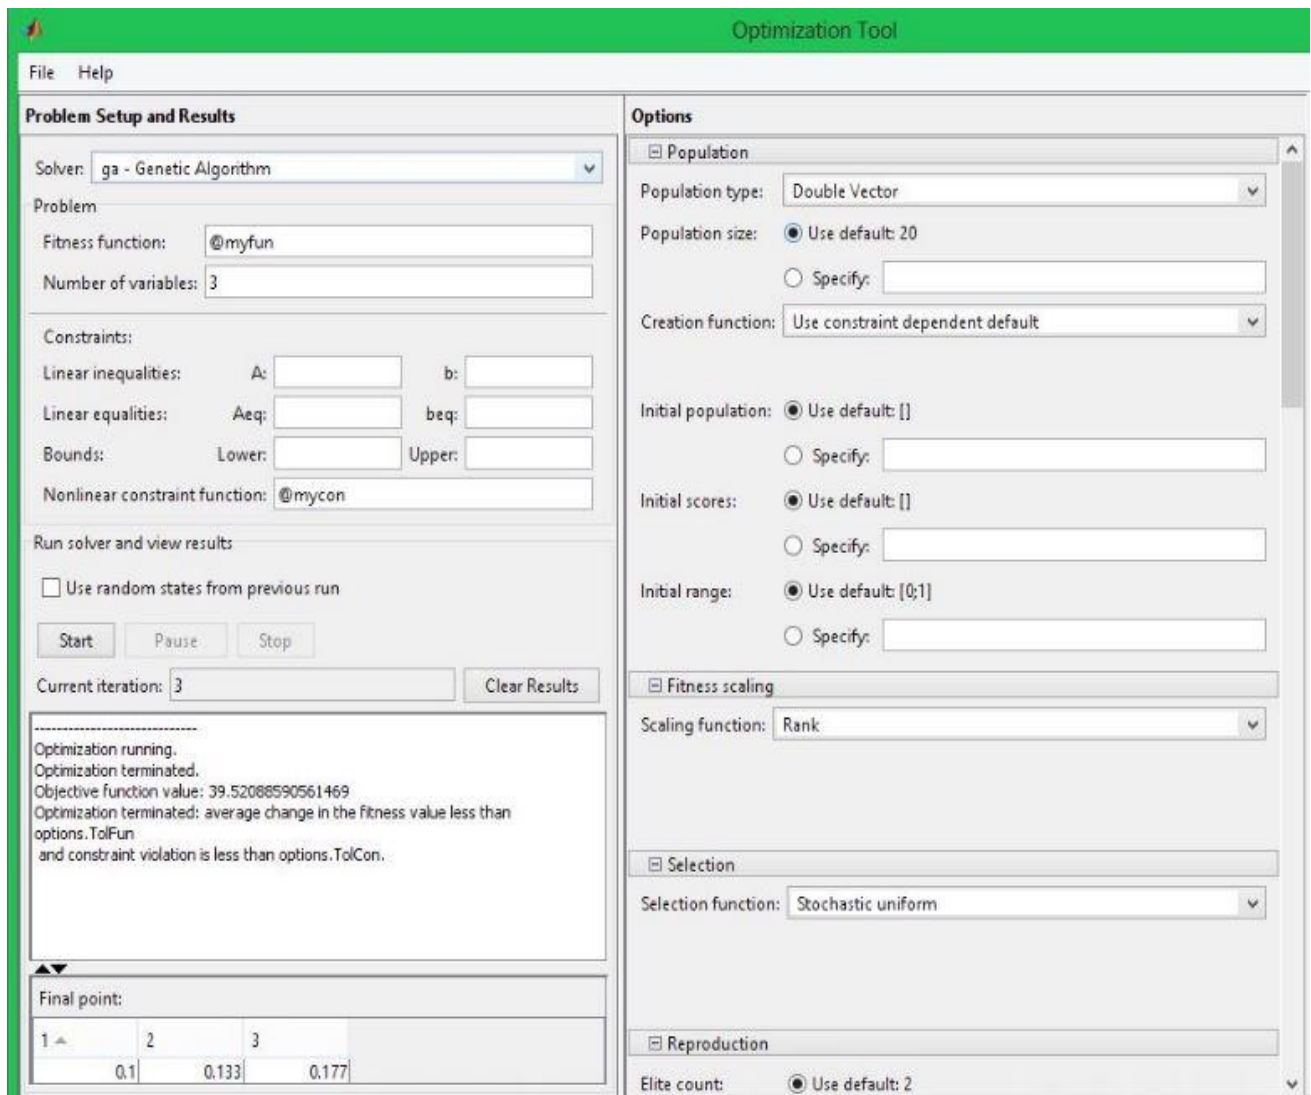 Optimization Tool
File Help
Problem Setup and Results
Solver: ga - Genetic Algorithm
Problem
Fitness function: @myfun
Number of variables: 3
Constraints:
Linear inequalities: A: b:
Linear equalities: Aeq: beq:
Bounds: Lower: Upper:
Nonlinear constraint function: @mycon
Run solver and view results
Use random states from previous run
Start Pause Stop
Current iteration: 3 Clear Results
Optimization running.
Optimization terminated.
Objective function value: 39.52088590561469
Optimization terminated: average change in the fitness value less than
options.TolFun
and constraint violation is less than options.TolCon.
Final point:
1 2 3
0.1 0.133 0.177
Options
Population
Population type: Double Vector
Population size: Use default: 20
Specify:
Creation function: Use constraint dependent default
Initial population: Use default: []
Specify:
Initial scores: Use default: []
Specify:
Initial range: Use default: [0;1]
Specify:
Fitness scaling
Scaling function: Rank
Selection
Selection function: Stochastic uniform
Reproduction
Elite count: Use default: 2